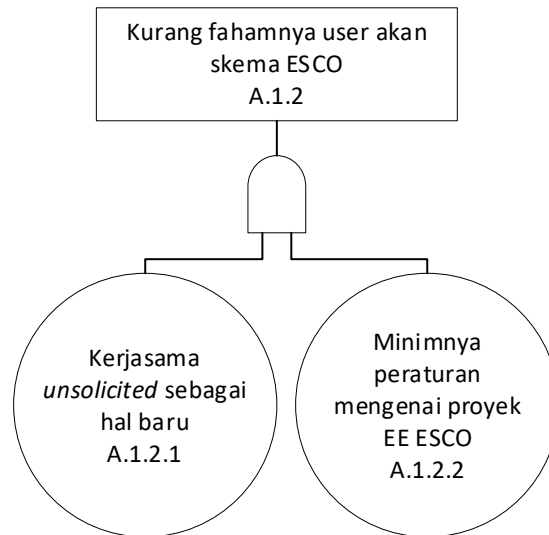 Kurang fahamnya user akan
skema ESCO
A.1.2
Kerjasama
unsolicited sebagai
hal baru
A.1.2.1
Minimnya
peraturan
mengenai proyek
EE ESCO
A.1.2.2